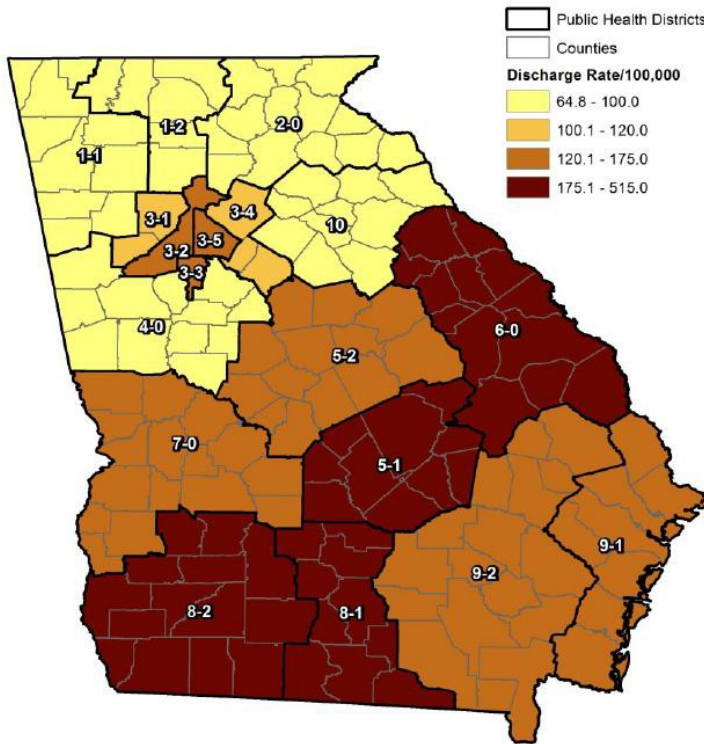 Public Health Districts
Counties
Discharge Rate/100,000
64.8 - 100.0
100.1 - 120.0
120.1 - 175.0
175.1 - 515.0
1-2
2-0
1-1
3-1
3-4
10
3-2
3-5
3-3
4-0
5-2
6-0
7-0
5-1
9-1
9-2
8-2
8-1